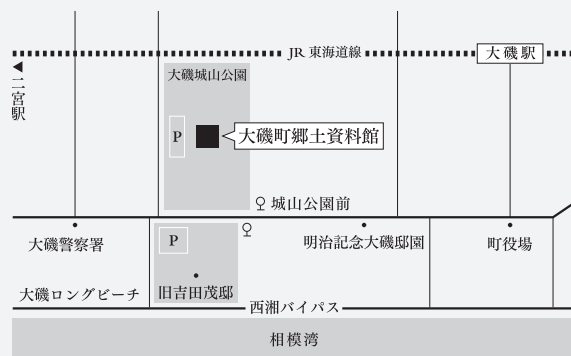 JR 東海道線
大磯駅
◀二宮駅
大磯城山公園
P
大磯町郷土資料館
城山公園前
大磯警察署
P
明治記念大磯邸園
町役場
旧吉田茂邸
大磯ロングビーチ
西湘バイパス
相模湾